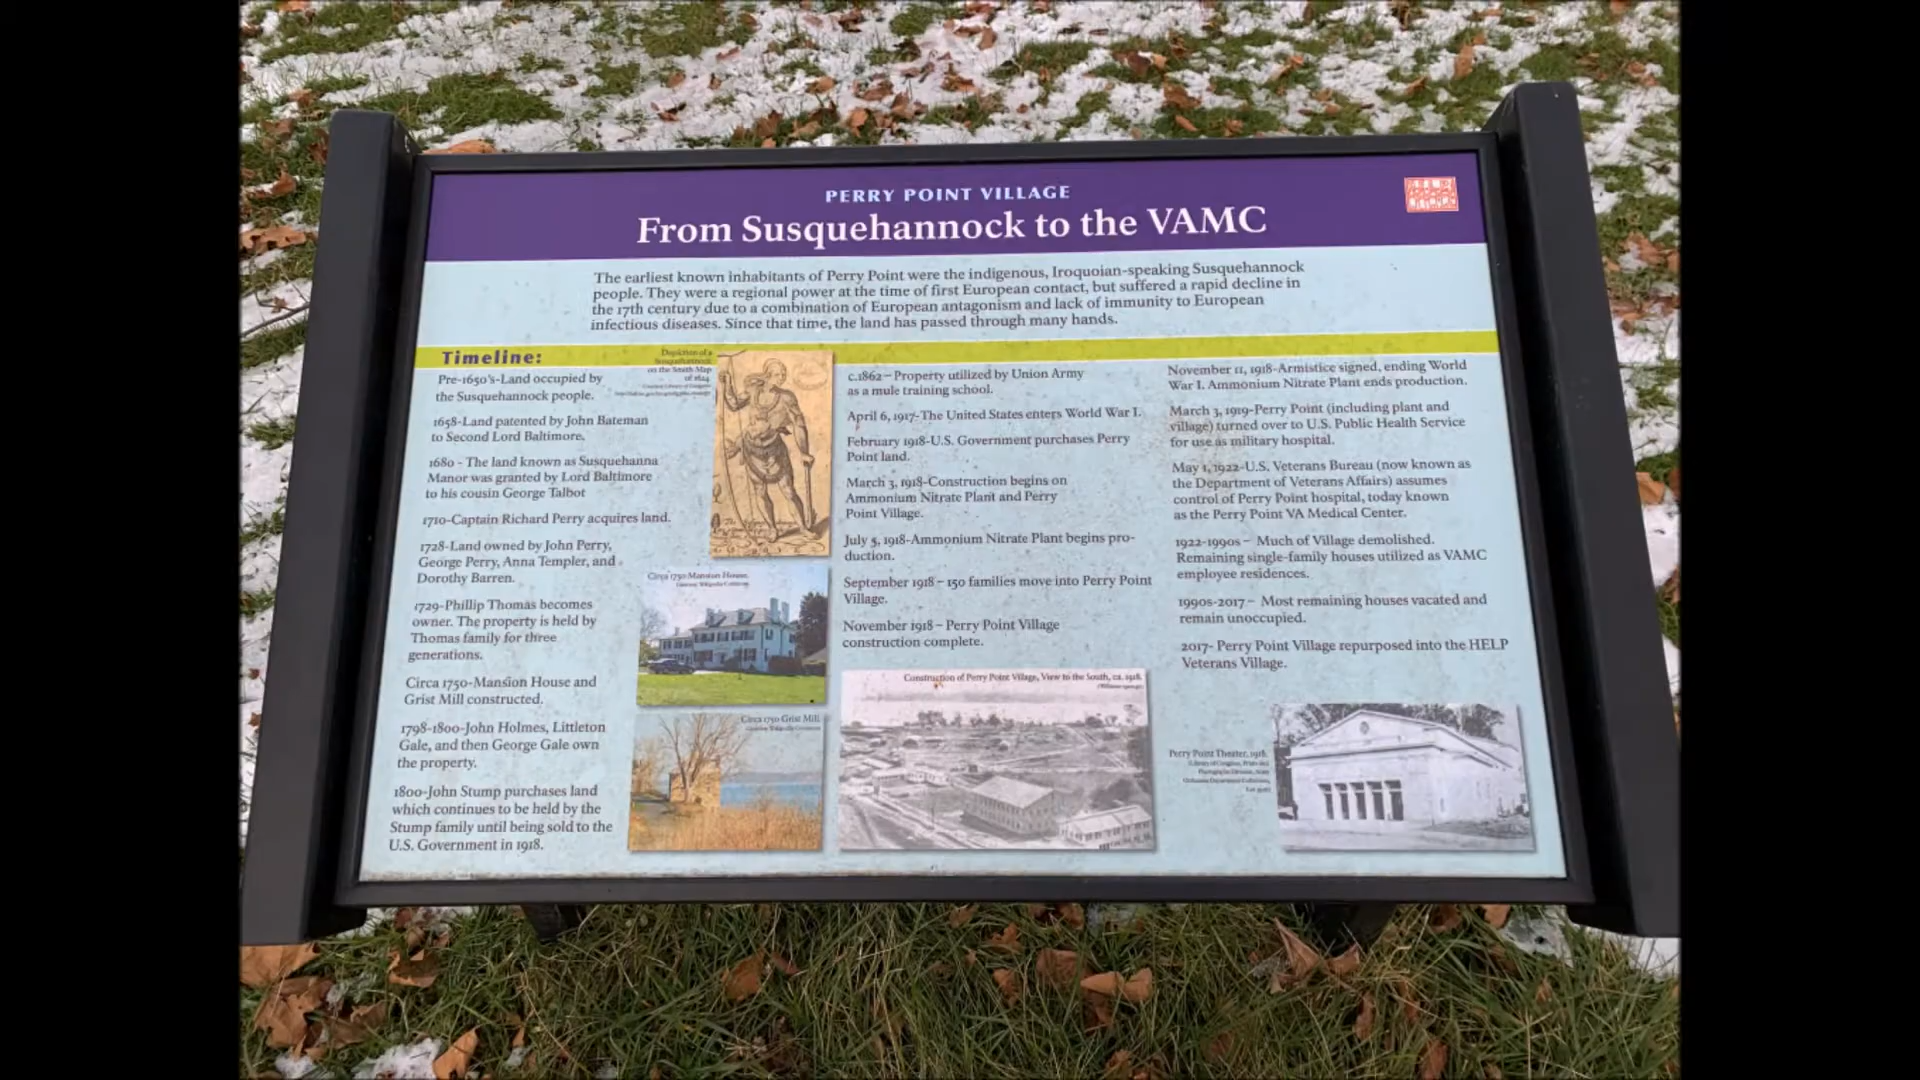 PERRY POINT VILLAGE
From Susquehannock to the VAMC
The earliest known inhabitants of Perry Point were the indigenous, Iroquoian-speaking Susquehannock
people. They were a regional power at the time of first European contact, but suffered a rapid decline in
the 17th century due to a combination of European antagonism and lack of immunity to European
infectious diseases. Since that time, the land has passed through many hands.
Timeline:
Pre-1650's-Land occupied by
the Susquehannock people.
1658-Land patented by John Bateman
to Second Lord Baltimore.
1680 - The land known as Susquehanna
Manor was granted by Lord Baltimore
to his cousin George Talbot
1710-Captain Richard Perry acquires land.
1728-Land owned by John Perry,
George Perry, Anna Templer, and
Dorothy Barren.
1729-Phillip Thomas becomes
owner. The property is held by
Thomas family for three
generations.
Circa 1750-Mansion House and
Grist Mill constructed.
1798-1800-John Holmes, Littleton
Gale, and then George Gale own
the property.
1800-John Stump purchases land
which continues to be held by the
Stump family until being sold to the
U.S. Government in 1918.
Depiction of a
Susquehannock
on the Smith Map
of 1624.
Circa 1750 Mansion House.
Circa 1750 Grist Mill
c.1862 – Property utilized by Union Army
as a mule training school.
April 6, 1917-The United States enters World War I.
February 1918-U.S. Government purchases Perry
Point land.
March 3, 1918-Construction begins on
Ammonium Nitrate Plant and Perry
Point Village.
July 5, 1918-Ammonium Nitrate Plant begins pro-
duction.
September 1918 – 150 families move into Perry Point
Village.
November 1918 – Perry Point Village
construction complete.
Construction of Perry Point Village, View to the South, ca. 1918.
November 11, 1918-Armistice signed, ending World
War I. Ammonium Nitrate Plant ends production.
March 3, 1919-Perry Point (including plant and
village) turned over to U.S. Public Health Service
for use as military hospital.
May 1, 1922-U.S. Veterans Bureau (now known as
the Department of Veterans Affairs) assumes
control of Perry Point hospital, today known
as the Perry Point VA Medical Center.
1922-1990s – Much of Village demolished.
Remaining single-family houses utilized as VAMC
employee residences.
1990s-2017 – Most remaining houses vacated and
remain unoccupied.
2017- Perry Point Village repurposed into the HELP
Veterans Village.
Perry Point Theater, 1918.